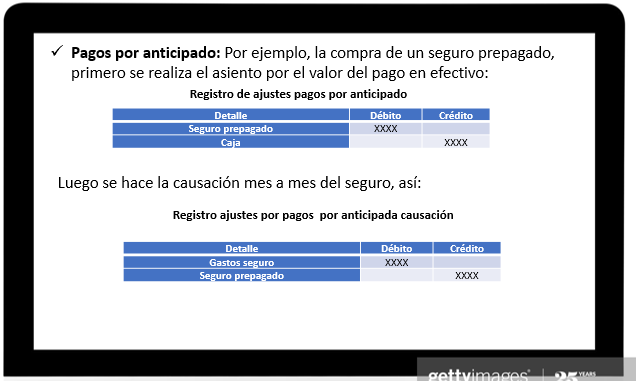 ✓ Pagos por anticipado: Por ejemplo, la compra de un seguro prepagado,
primero se realiza el asiento por el valor del pago en efectivo:
Registro de ajustes pagos por anticipado
Detalle Débito Crédito
Seguro prepagado XXXX
Caja XXXX
Luego se hace la causación mes a mes del seguro, así:
Registro ajustes por pagos por anticipada causación
Detalle Débito Crédito
Gastos seguro XXXX
Seguro prepagado XXXX
gettyimages® | 25 YEARS